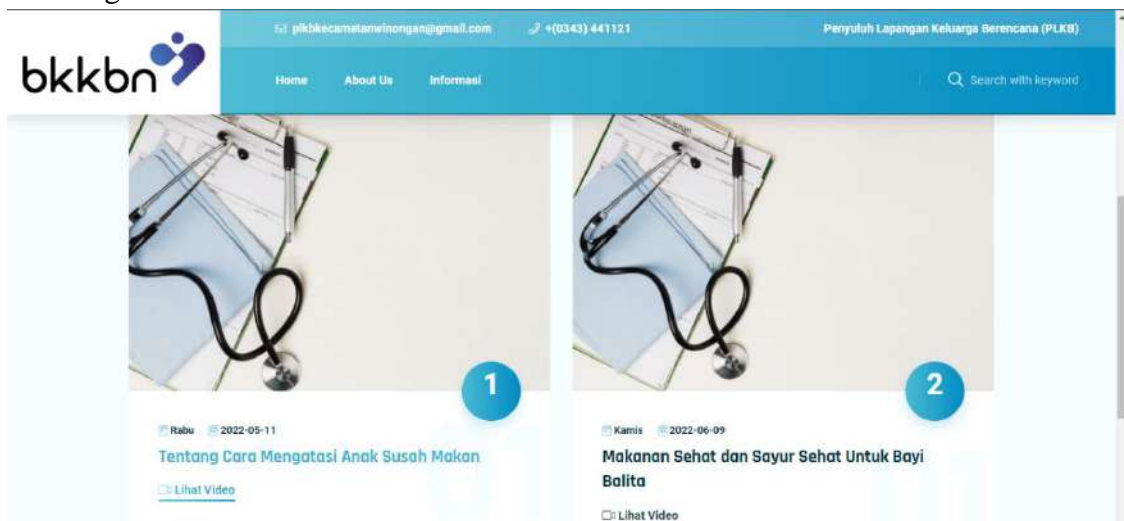 plkbkecamatanwinongan@gmail.com +(0343) 441121 Penyuluh Lapangan Keluarga Berencana (PLKB)
bkkbn
Home About Us Informasi Search with keyword
1 2
Rabu 2022-05-11
Tentang Cara Mengatasi Anak Susah Makan
Lihat Video
Kamis 2022-06-09
Makanan Sehat dan Sayur Sehat Untuk Bayi
Balita
Lihat Video